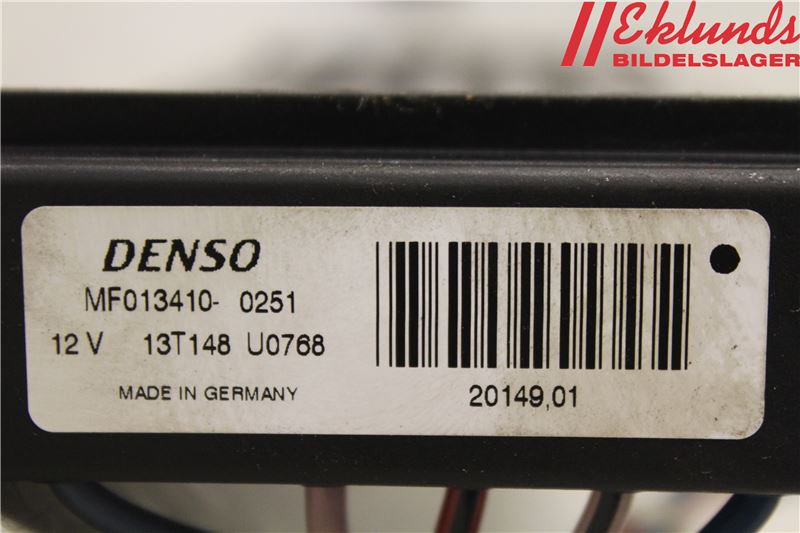 Eklunds
BILDELSLAGER
DENSO
MF013410- 0251
12 V 13T148 U0768
MADE IN GERMANY
20149,01